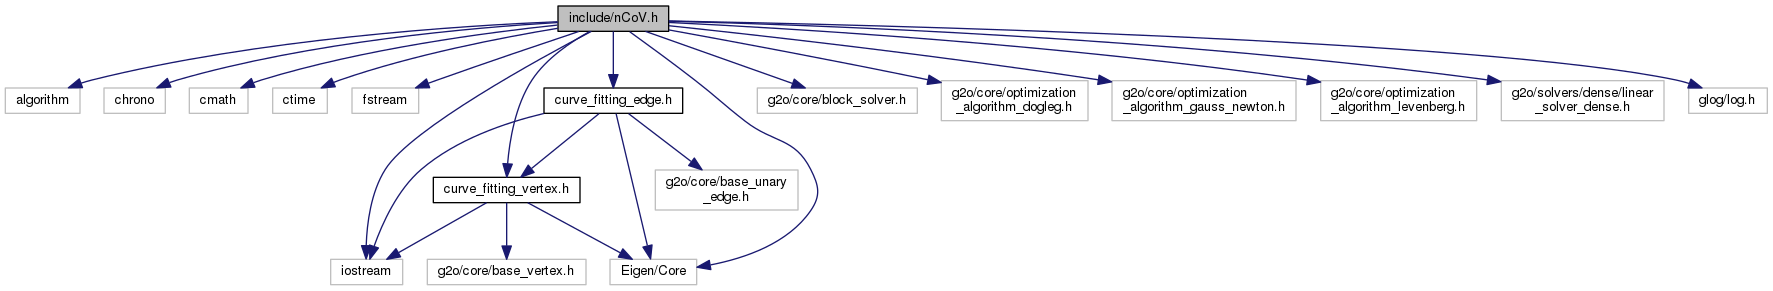 include/nCoV.h
algorithm
chrono
cmath
ctime
fstream
curve_fitting_edge.h
g2o/core/block_solver.h
g2o/core/optimization
_algorithm_dogleg.h
g2o/core/optimization
_algorithm_gauss_newton.h
g2o/core/optimization
_algorithm_levenberg.h
g2o/solvers/dense/linear
_solver_dense.h
glog/log.h
curve_fitting_vertex.h
g2o/core/base_unary
_edge.h
iostream
g2o/core/base_vertex.h
Eigen/Core